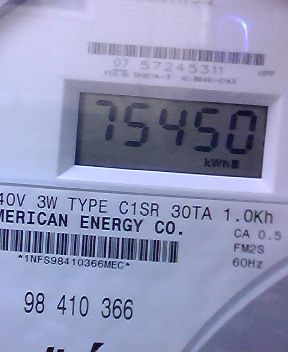 07 57245311
75450
kWh
40V 3W TYPE C1SR 30TA 1.0Kh
MERICAN ENERGY CO.
CA 0.5
FM2S
*1NFS98410366MEC*
60Hz
98 410 366